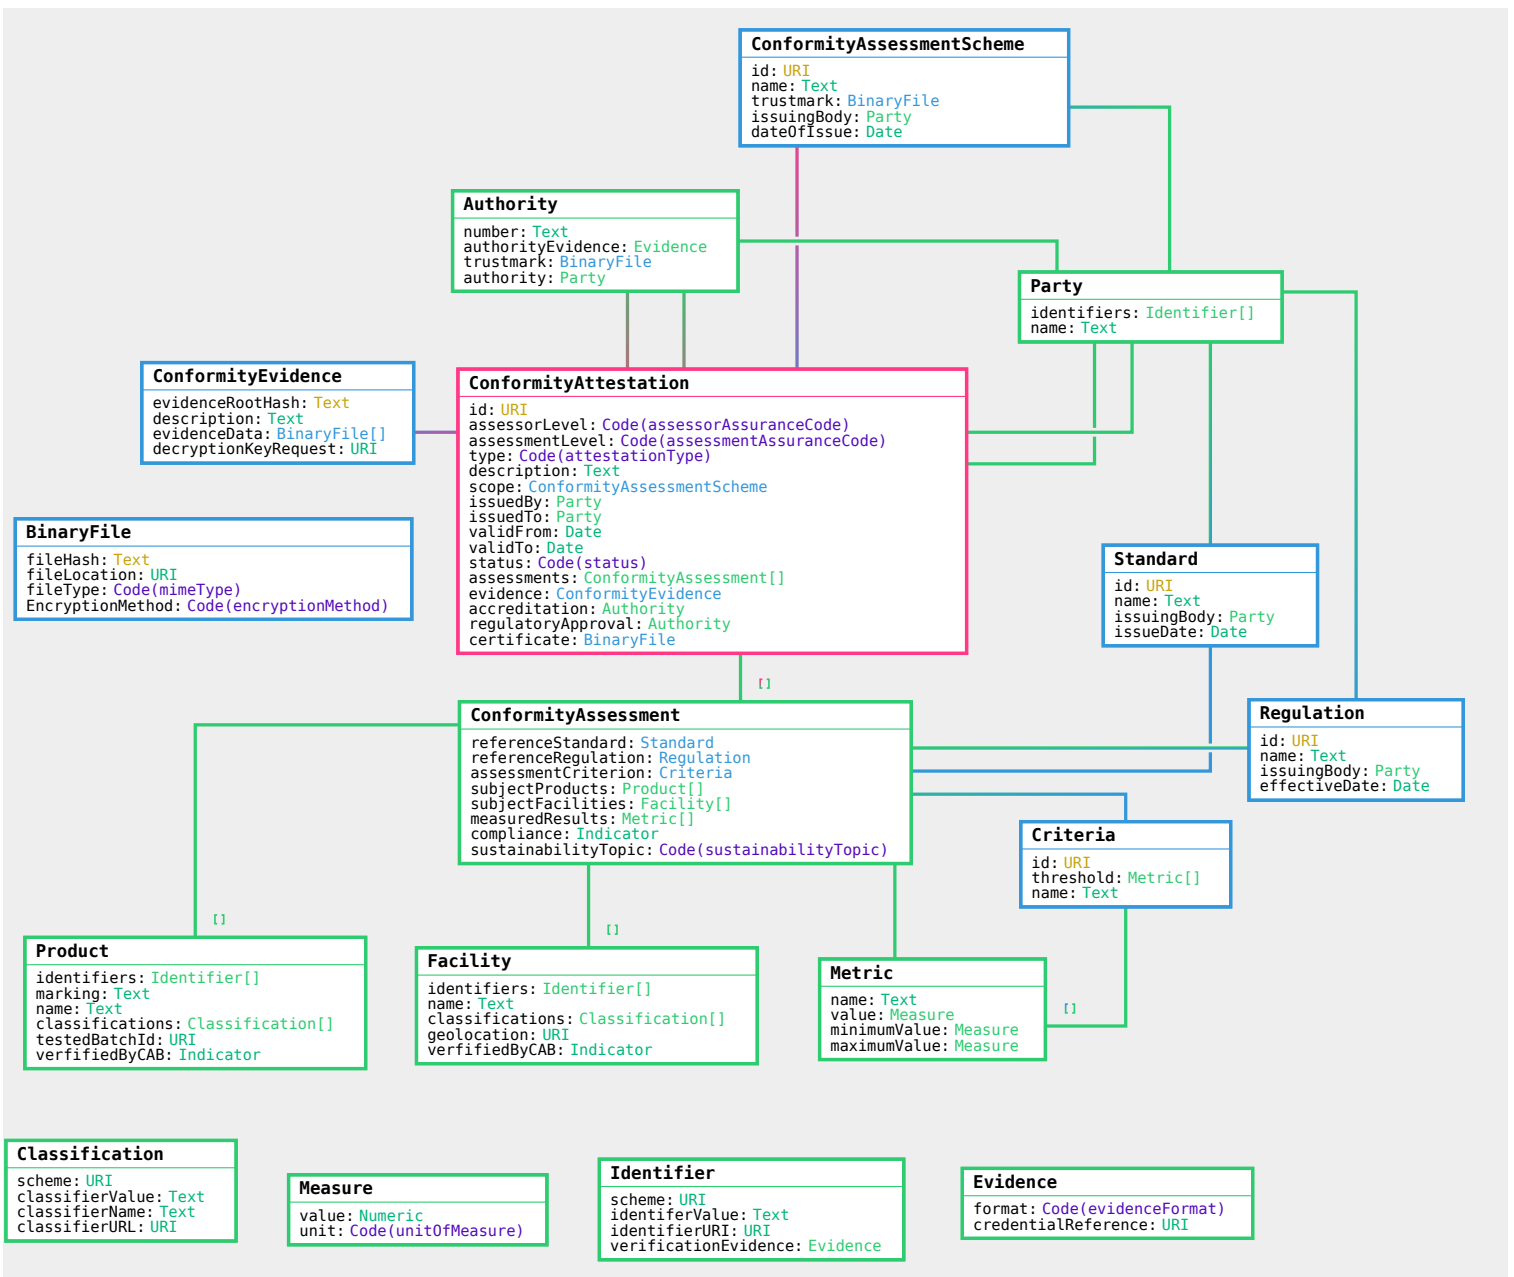 ConformityAssessmentScheme
id: URI
name: Text
trustmark: BinaryFile
issuingBody: Party
dateOfIssue: Date
Authority
number: Text
authorityEvidence: Evidence
trustmark: BinaryFile
authority: Party
Party
identifiers: Identifier[]
name: Text
ConformityEvidence
evidenceRootHash: Text
description: Text
evidenceData: BinaryFile[]
decryptionKeyRequest: URI
ConformityAttestation
id: URI
assessorLevel: Code(assessorAssuranceCode)
assessmentLevel: Code(assessmentAssuranceCode)
type: Code(attestationType)
description: Text
scope: ConformityAssessmentScheme
issuedBy: Party
issuedTo: Party
validFrom: Date
validTo: Date
status: Code(status)
assessments: ConformityAssessment[]
evidence: ConformityEvidence
accreditation: Authority
regulatoryApproval: Authority
certificate: BinaryFile
BinaryFile
fileHash: Text
fileLocation: URI
fileType: Code(mimeType)
EncryptionMethod: Code(encryptionMethod)
Standard
id: URI
name: Text
issuingBody: Party
issueDate: Date
[]
ConformityAssessment
referenceStandard: Standard
referenceRegulation: Regulation
assessmentCriterion: Criteria
subjectProducts: Product[]
subjectFacilities: Facility[]
measuredResults: Metric[]
compliance: Indicator
sustainabilityTopic: Code(sustainabilityTopic)
Regulation
id: URI
name: Text
issuingBody: Party
effectiveDate: Date
Criteria
id: URI
threshold: Metric[]
name: Text
[]
[]
Product
identifiers: Identifier[]
marking: Text
name: Text
classifications: Classification[]
testedBatchId: URI
verfifiedByCAB: Indicator
Facility
identifiers: Identifier[]
name: Text
classifications: Classification[]
geolocation: URI
verfifiedByCAB: Indicator
Metric
name: Text
value: Measure
minimumValue: Measure
maximumValue: Measure
[]
Classification
scheme: URI
classifierValue: Text
classifierName: Text
classifierURL: URI
Measure
value: Numeric
unit: Code(unitOfMeasure)
Identifier
scheme: URI
identiferValue: Text
identifierURI: URI
verificationEvidence: Evidence
Evidence
format: Code(evidenceFormat)
credentialReference: URI